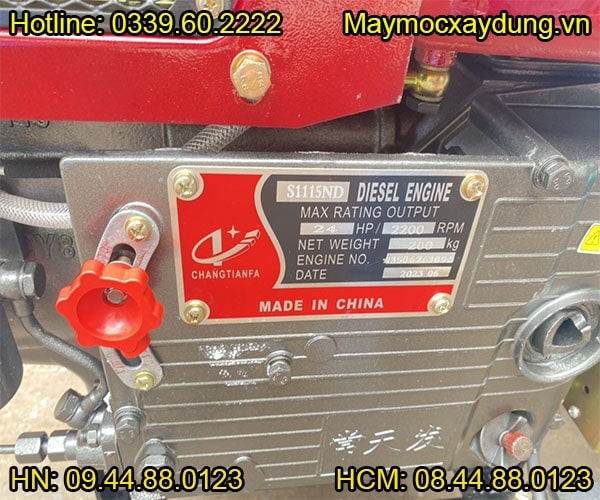 Hotline: 0339.60.2222
Maymocxaydung.vn
S1115ND DIESEL ENGINE
MAX RATING OUTPUT
24 HP/ 2200 RPM
NET WEIGHT 200 kg
ENGINE NO.
DATE 2023.06
CHANGTIANFA
MADE IN CHINA
天发
HN: 09.44.88.0123
HCM: 08.44.88.0123